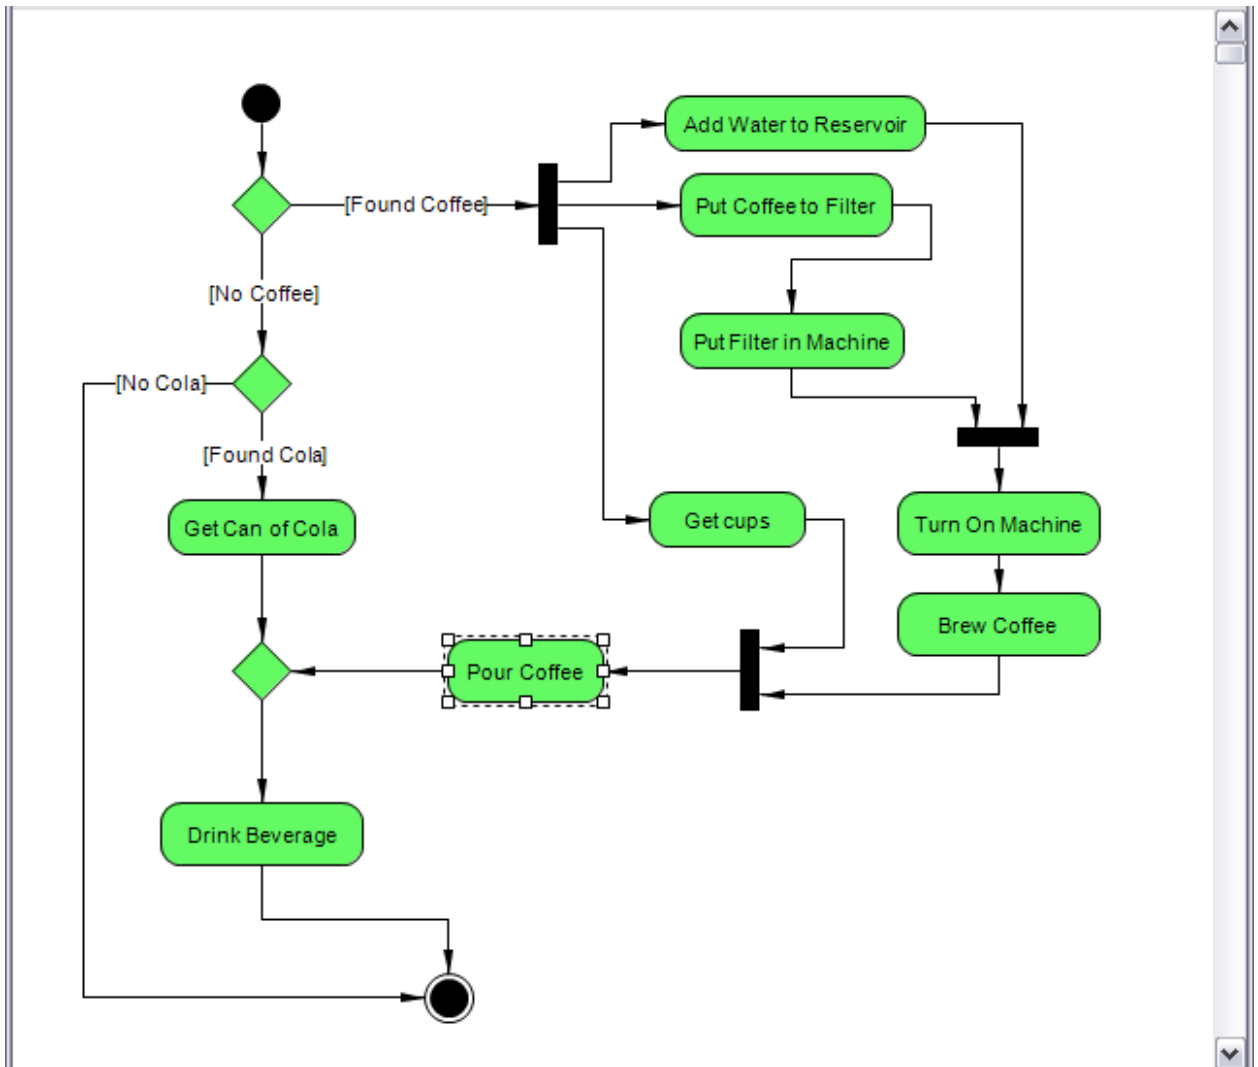 Add Water to Reservoir
[Found Coffee]
Put Coffee to Filter
[No Coffee]
Put Filter in Machine
[No Cola]
[Found Cola]
Get Can of Cola
Get cups
Turn On Machine
Brew Coffee
Pour Coffee
Drink Beverage